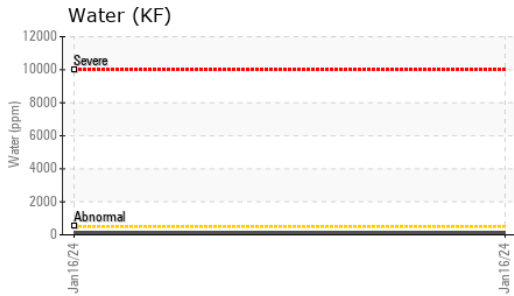 Water (KF)
12000
Severe
10000
8000
6000
Water (ppm)
4000
2000
Abnormal
0
Jan16/24
Jan16/24